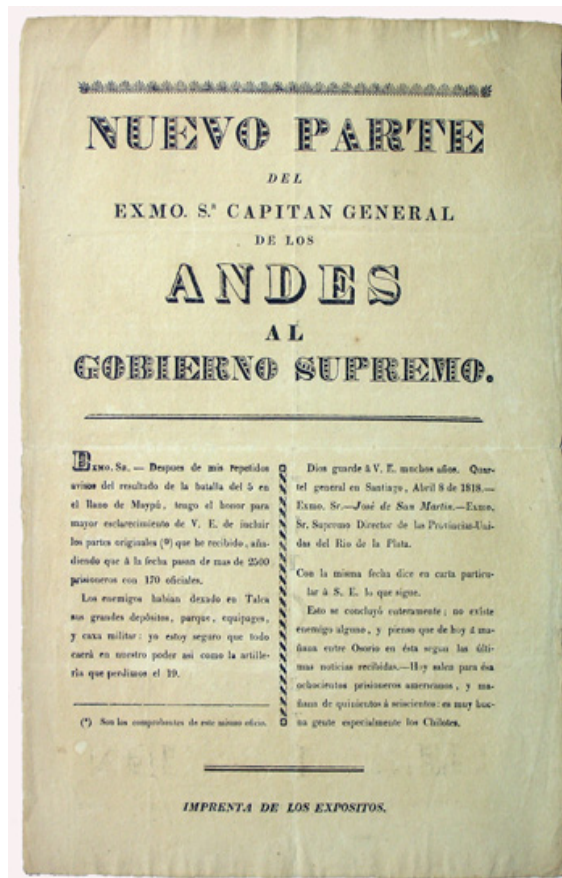 NUEVO PARTE
DEL
EXMO. S.ʳ CAPITAN GENERAL
DE LOS
ANDES
AL
GOBIERNO SUPREMO.
EXMO. SR. — Despues de mis repetidos
avisos del resultado de la batalla del 5 en
el llano de Maypú, tengo el honor para
mayor esclarecimiento de V. E. de incluir
los partes originales (*) que he recibido, aña-
diendo que á la fecha pasan de mas de 2500
prisioneros con 170 oficiales.
Los enemigos habian dexado en Talca
sus grandes depósitos, parque, equipages,
y caxa militar: yo estoy seguro que todo
caerá en nuestro poder asi como la artille-
ria que perdimos el 19.
(*) Son los comprobantes de este mismo oficio.
Dios guarde á V. E. muchos años. Quar-
tel general en Santiago, Abril 8 de 1818.—
Exmo. Sr.—José de San Martin.—Exmo.
Sr. Supremo Director de las Provincias-Uni-
das del Rio de la Plata.
Con la misma fecha dice en carta particu-
lar á S. E. lo que sigue.
Esto se concluyó enteramente; no existe
enemigo alguno, y pienso que de hoy á ma-
ñana entre Osorio en ésta segun las últi-
mas noticias recibidas.—Hoy salen para ésa
ochocientos prisioneros americanos, y ma-
ñana de quinientos á seiscientos: es muy bue-
na gente especialmente los Chilotes.
IMPRENTA DE LOS EXPOSITOS.